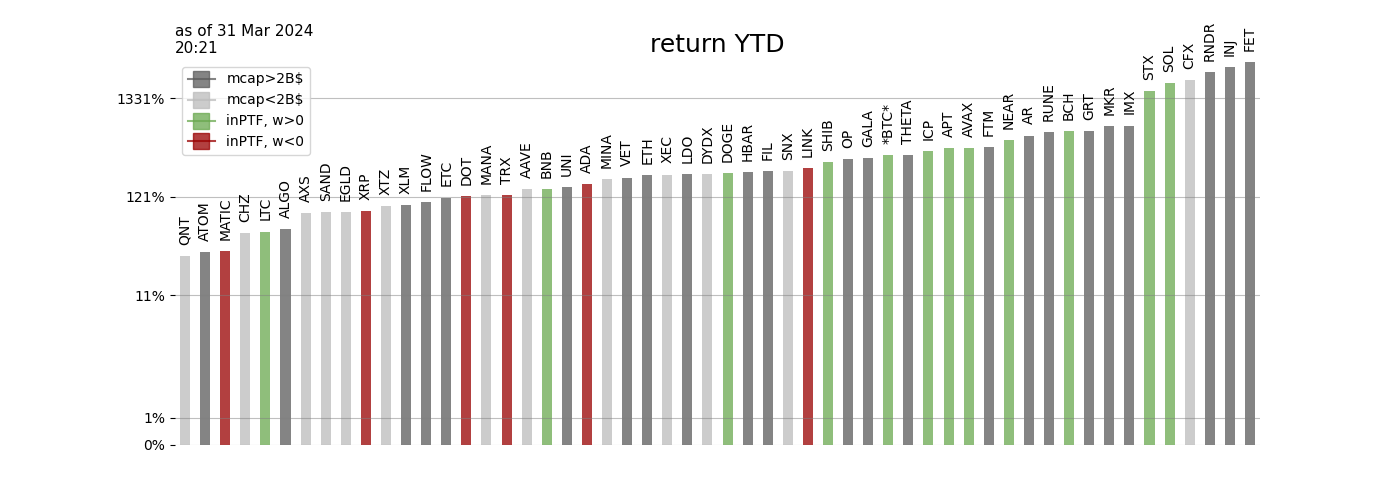 as of 31 Mar 2024
20:21
return YTD
mcap>2B$
mcap<2B$
inPTF, w>0
inPTF, w<0
1331%
121%
11%
1%
0%
QNT
ATOM
MATIC
CHZ
LTC
ALGO
AXS
SAND
EGLD
XRP
XTZ
XLM
FLOW
ETC
DOT
MANA
TRX
AAVE
BNB
UNI
ADA
MINA
VET
ETH
XEC
LDO
DYDX
DOGE
HBAR
FIL
SNX
LINK
SHIB
OP
GALA
*BTC*
THETA
ICP
APT
AVAX
FTM
NEAR
AR
RUNE
BCH
GRT
MKR
IMX
STX
SOL
CFX
RNDR
INJ
FET